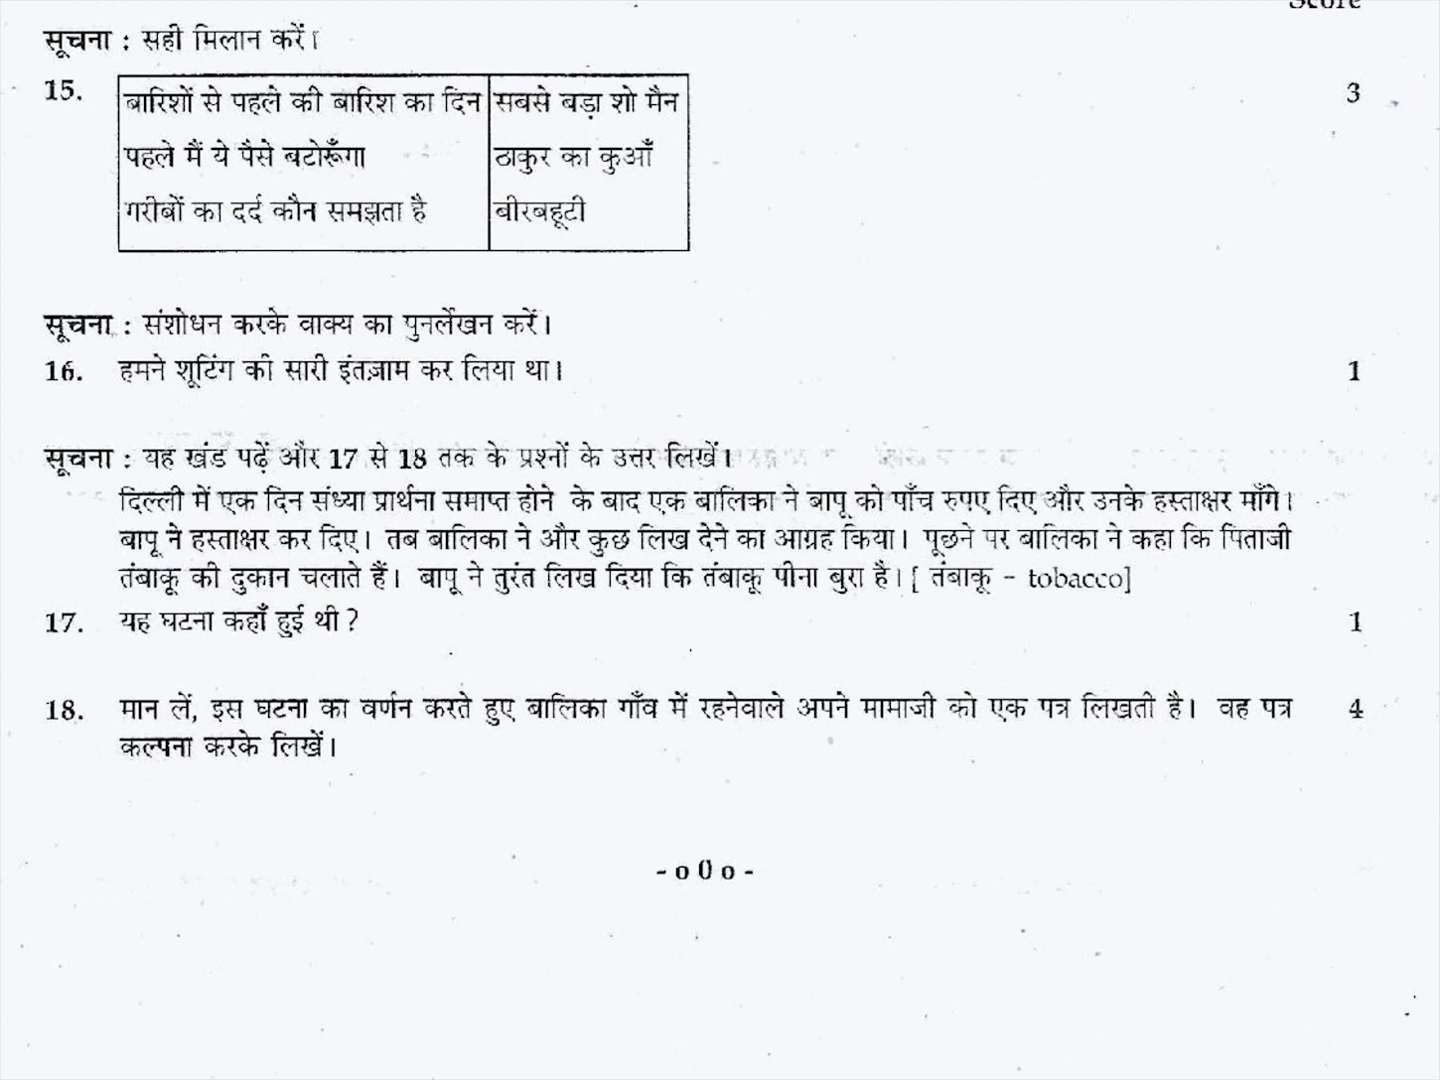 Score
सूचना : सही मिलान करें।
15. बारिशों से पहले की बारिश का दिन सबसे बड़ा शो मैन 3
पहले मैं ये पैसे बटोरूँगा ठाकुर का कुआँ
गरीबों का दर्द कौन समझता है बीरबहूटी
सूचना : संशोधन करके वाक्य का पुनर्लेखन करें।
16. हमने शूटिंग की सारी इंतज़ाम कर लिया था। 1
सूचना : यह खंड पढ़ें और 17 से 18 तक के प्रश्नों के उत्तर लिखें।
दिल्ली में एक दिन संध्या प्रार्थना समाप्त होने के बाद एक बालिका ने बापू को पाँच रुपए दिए और उनके हस्ताक्षर माँगे।
बापू ने हस्ताक्षर कर दिए। तब बालिका ने और कुछ लिख देने का आग्रह किया। पूछने पर बालिका ने कहा कि पिताजी
तंबाकू की दुकान चलाते हैं। बापू ने तुरंत लिख दिया कि तंबाकू पीना बुरा है। [ तंबाकू - tobacco]
17. यह घटना कहाँ हुई थी ? 1
18. मान लें, इस घटना का वर्णन करते हुए बालिका गाँव में रहनेवाले अपने मामाजी को एक पत्र लिखती है। वह पत्र 4
कल्पना करके लिखें।
- o 0 o -